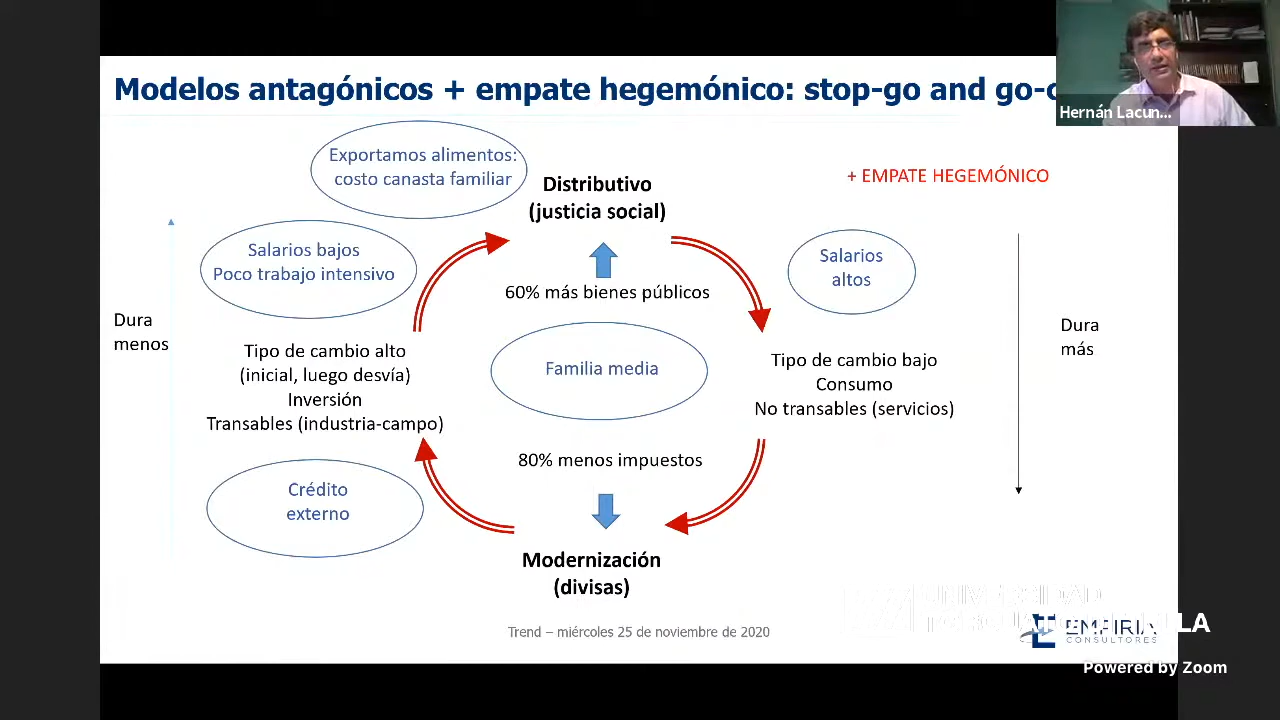 Modelos antagónicos + empate hegemónico: stop-go and go-
Hernán Lacun...
Exportamos alimentos:
costo canasta familiar
Distributivo
(justicia social)
+ EMPATE HEGEMÓNICO
Salarios bajos
Poco trabajo intensivo
Salarios
altos
60% más bienes públicos
Dura
menos
Dura
más
Tipo de cambio alto
(inicial, luego desvía)
Inversión
Transables (industria-campo)
Familia media
Tipo de cambio bajo
Consumo
No transables (servicios)
80% menos impuestos
Crédito
externo
Modernización
(divisas)
Trend – miércoles 25 de noviembre de 2020
UNIVERSIDAD
EMPIRIA
CONSULTORES
Powered by Zoom